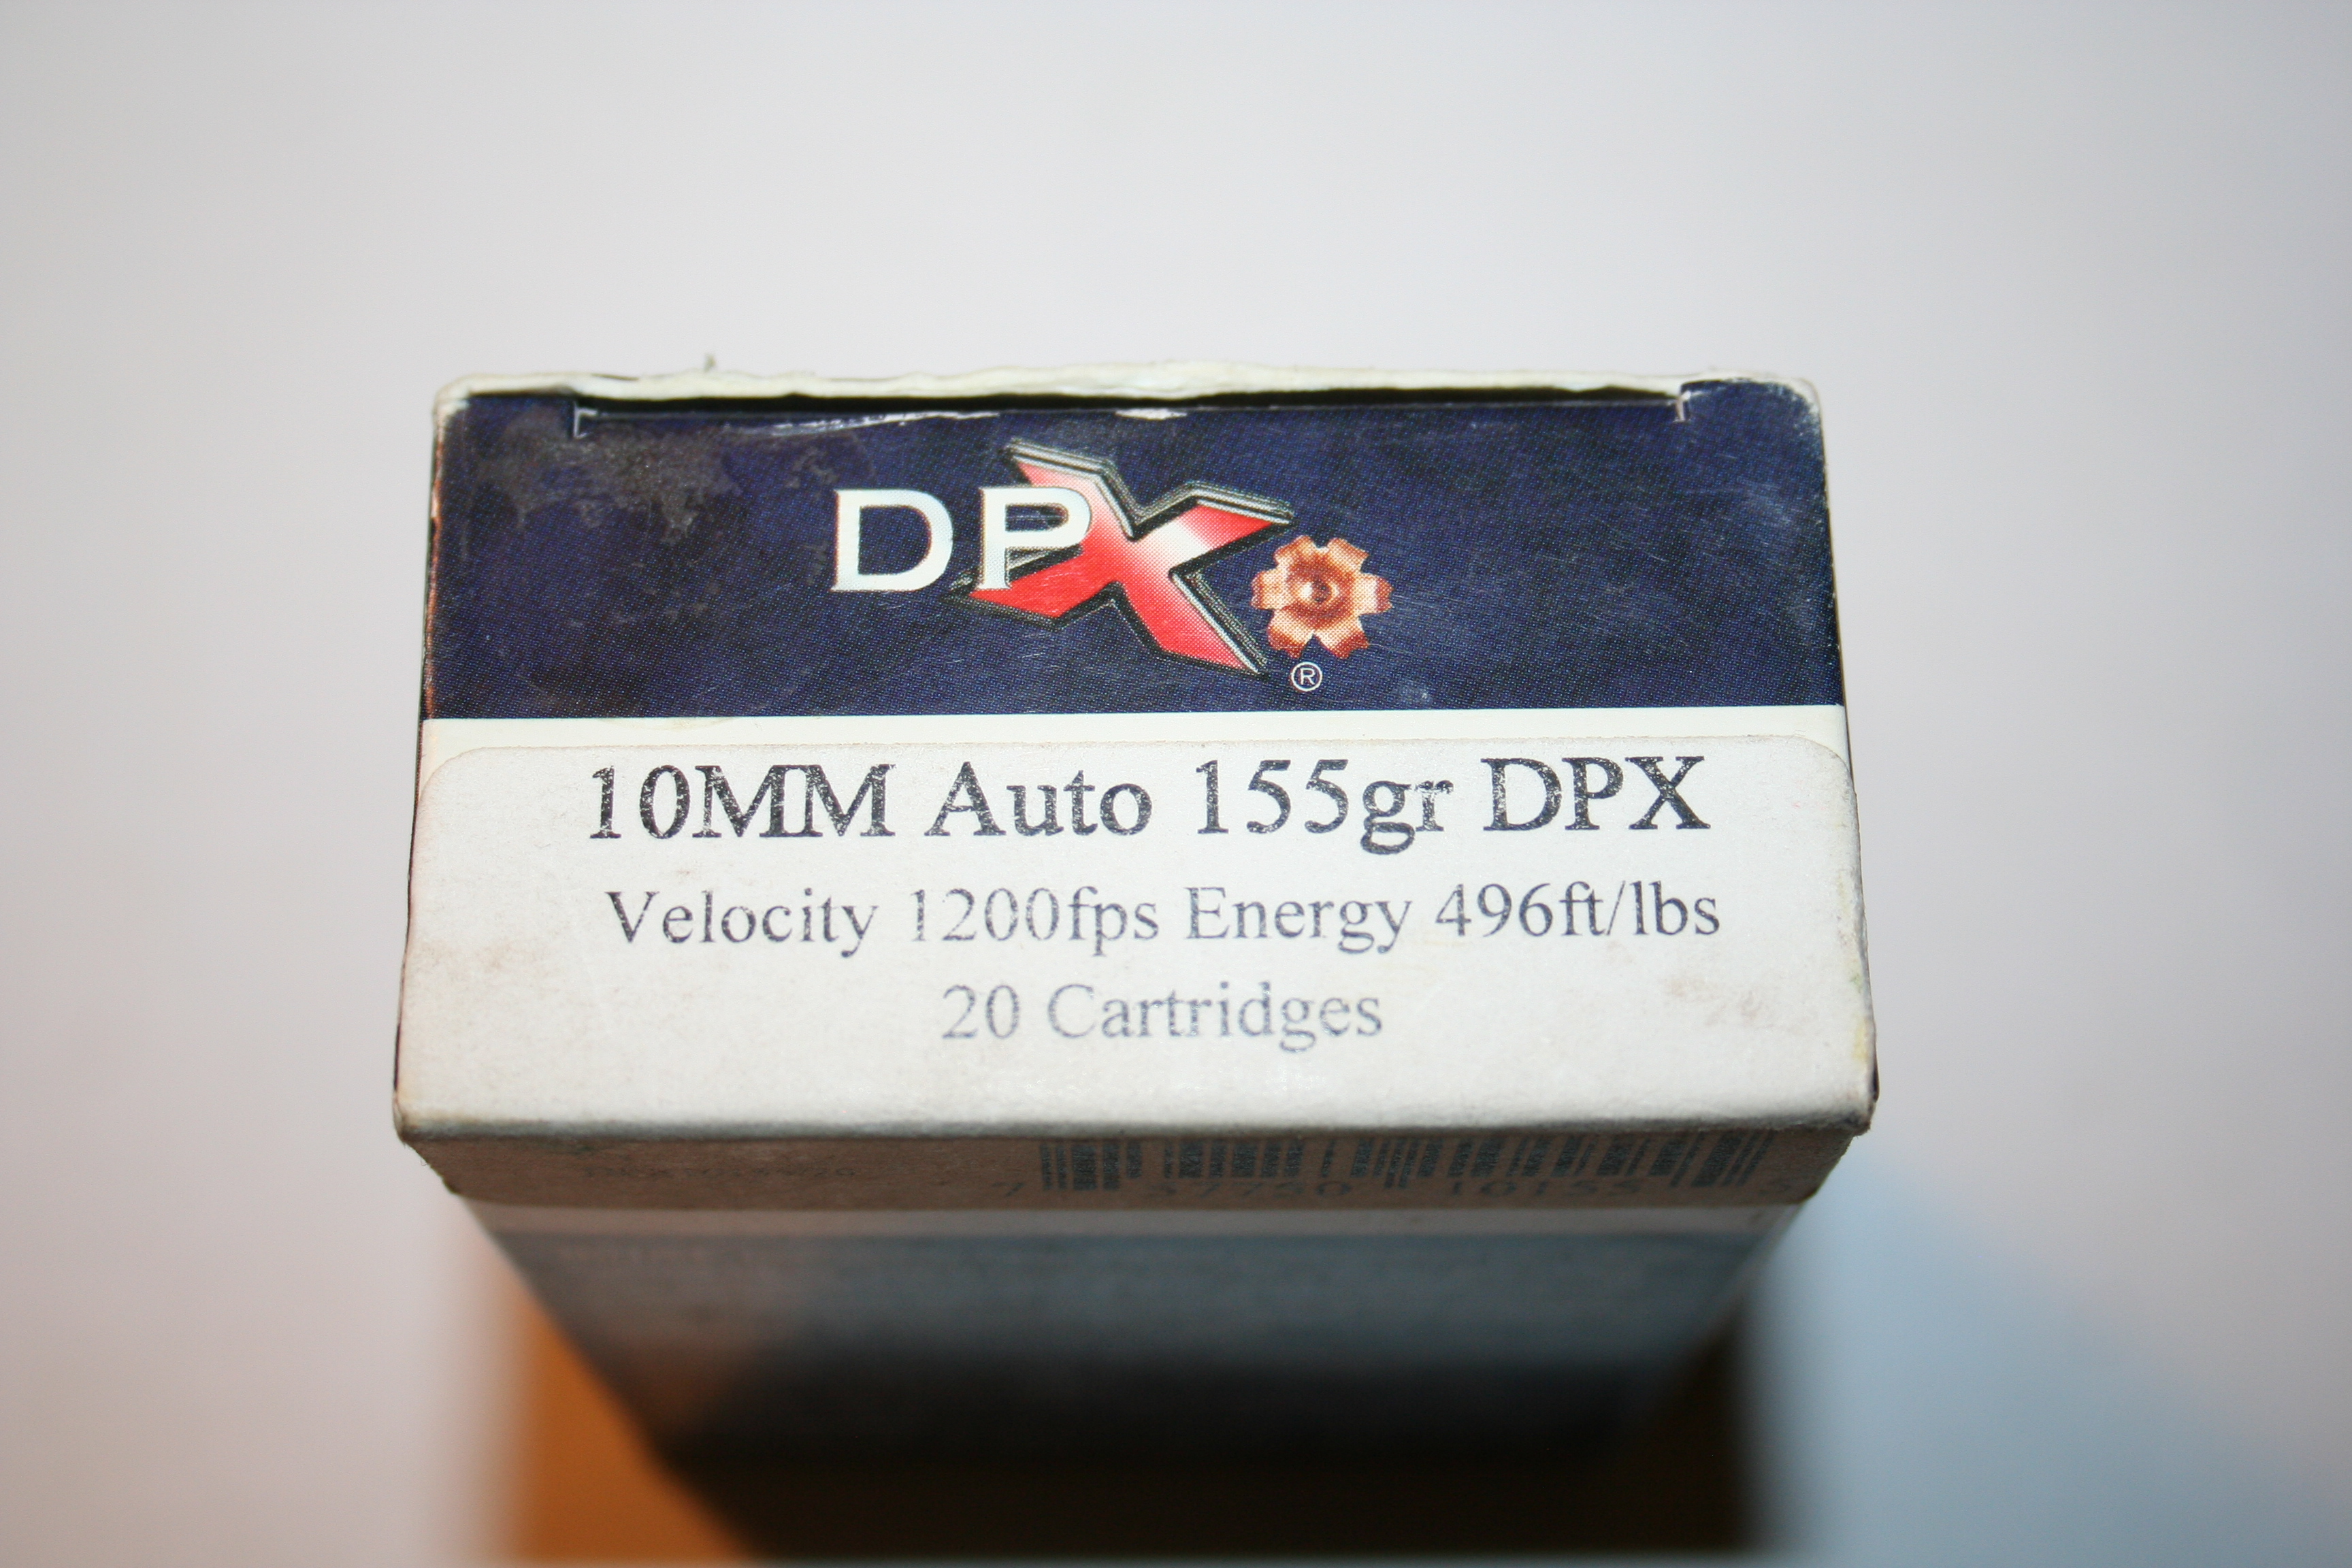 DPX
®
10MM Auto 155gr DPX
Velocity 1200fps Energy 496ft/lbs
20 Cartridges